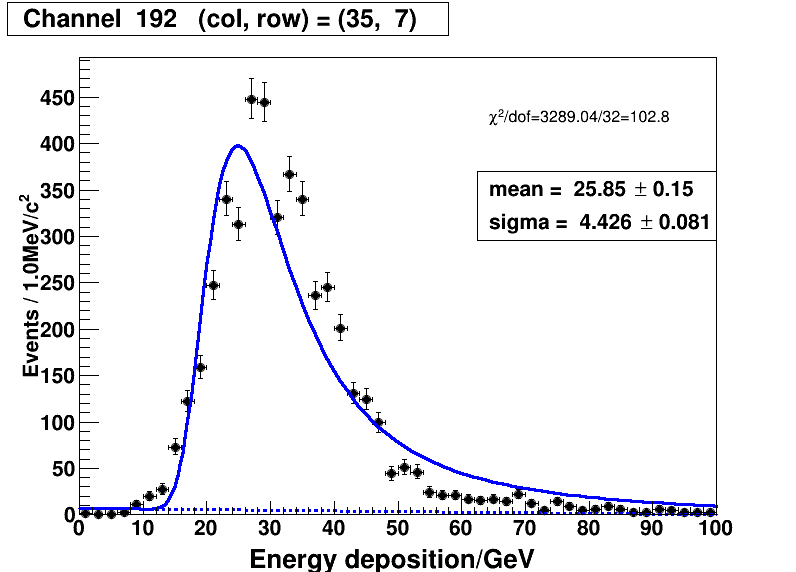 Channel 192 (col, row) = (35, 7)
χ²/dof=3289.04/32=102.8
mean = 25.85 ± 0.15
sigma = 4.426 ± 0.081
Events / 1.0MeV/c²
450
400
350
300
250
200
150
100
50
0
0 10 20 30 40 50 60 70 80 90 100
Energy deposition/GeV